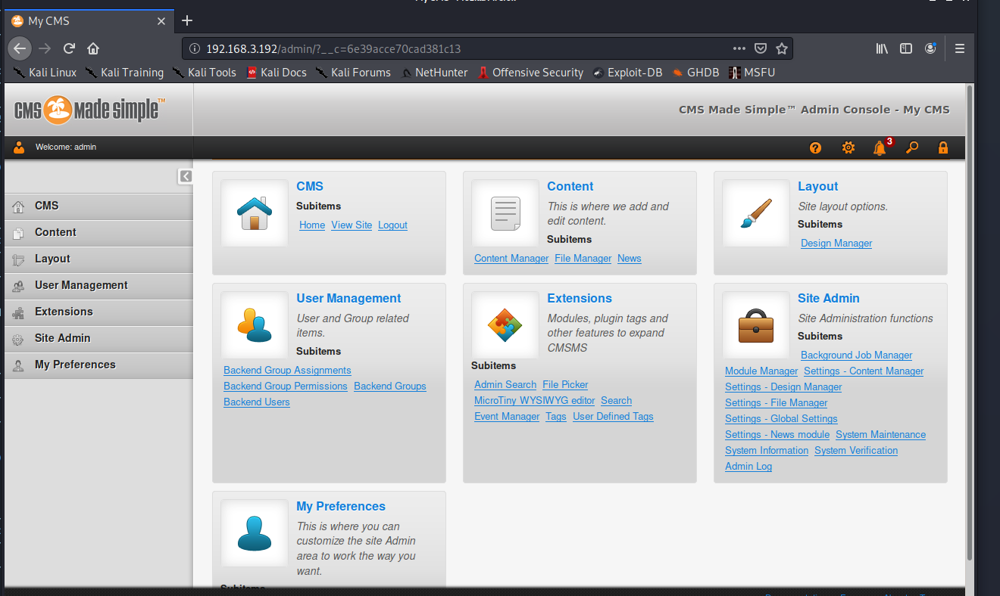 My CMS
192.168.3.192/admin/?__c=6e39acce70cad381c13
Kali Linux Kali Training Kali Tools Kali Docs Kali Forums NetHunter Offensive Security Exploit-DB GHDB MSFU
CMS Made Simple™
CMS Made Simple™ Admin Console - My CMS
Welcome: admin
3
CMS
Content
Layout
User Management
Extensions
Site Admin
My Preferences
CMS
Subitems
Home View Site Logout
Content
This is where we add and
edit content.
Subitems
Content Manager File Manager News
Layout
Site layout options.
Subitems
Design Manager
User Management
User and Group related
items.
Subitems
Backend Group Assignments
Backend Group Permissions Backend Groups
Backend Users
Extensions
Modules, plugin tags and
other features to expand
CMSMS
Subitems
Admin Search File Picker
MicroTiny WYSIWYG editor Search
Event Manager Tags User Defined Tags
Site Admin
Site Administration functions
Subitems
Background Job Manager
Module Manager Settings - Content Manager
Settings - Design Manager
Settings - File Manager
Settings - Global Settings
Settings - News module System Maintenance
System Information System Verification
Admin Log
My Preferences
This is where you can
customize the site Admin
area to work the way you
want.
Subitems